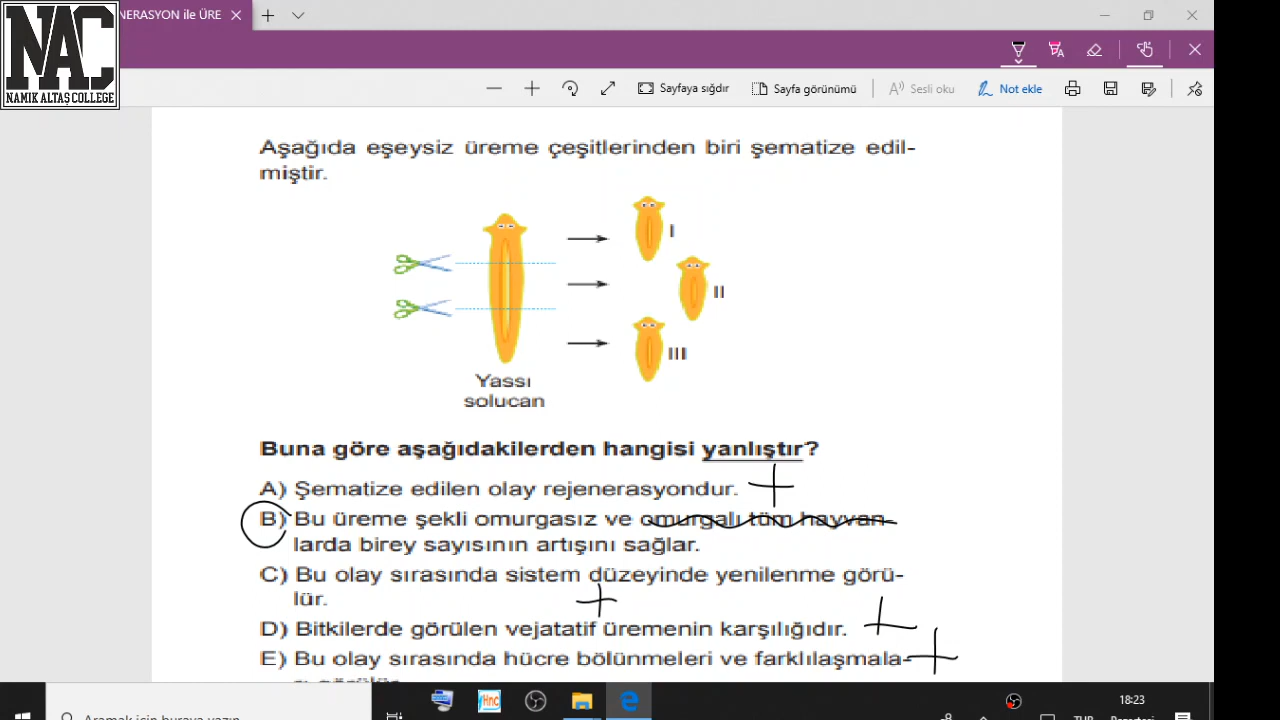 NAC
NAMIK ALTAŞ COLLEGE
NERASYON ile ÜRE
Sayfaya sığdır
Sayfa görünümü
Sesli oku
Not ekle
Aşağıda eşeysiz üreme çeşitlerinden biri şematize edil-
miştir.
I
II
III
Yassı
solucan
Buna göre aşağıdakilerden hangisi yanlıştır?
A) Şematize edilen olay rejenerasyondur.
B) Bu üreme şekli omurgasız ve omurgalı tüm hayvan-
larda birey sayısının artışını sağlar.
C) Bu olay sırasında sistem düzeyinde yenilenme görü-
lür.
D) Bitkilerde görülen vejatatif üremenin karşılığıdır.
E) Bu olay sırasında hücre bölünmeleri ve farklılaşmala-
Hnc
18:23